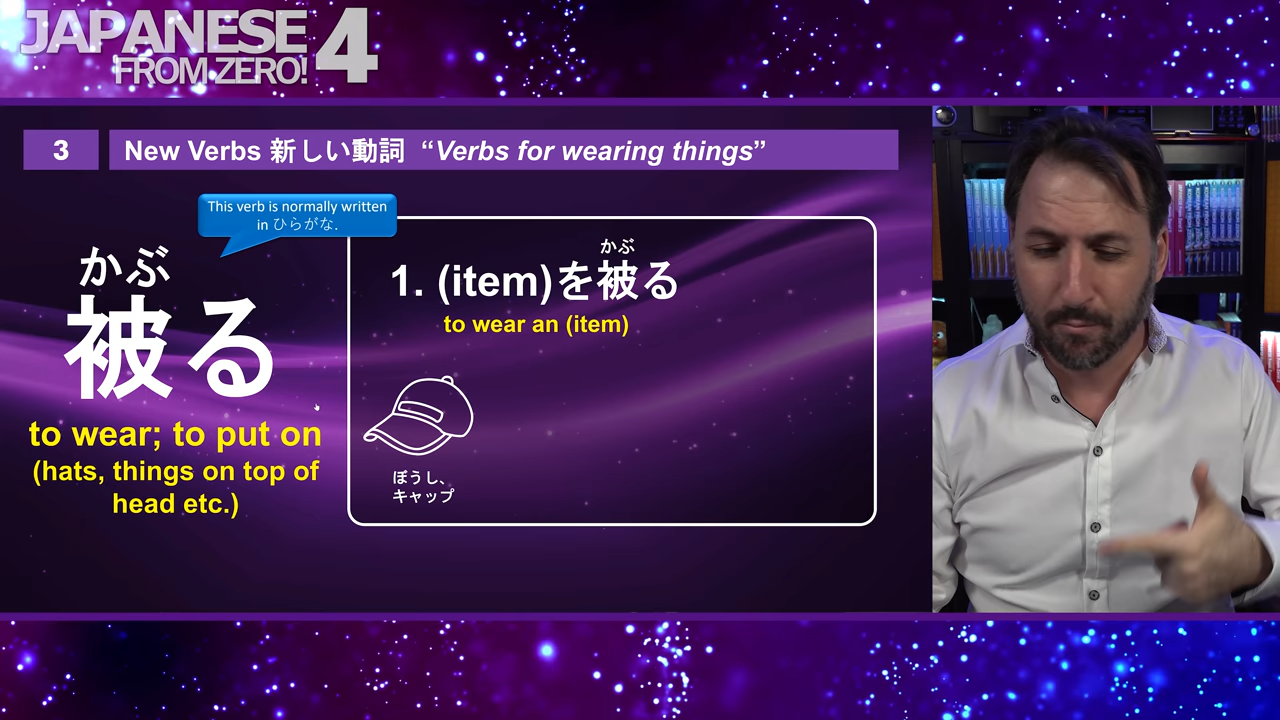 JAPANESE
FROM ZERO! 4
3
New Verbs 新しい動詞 “Verbs for wearing things”
This verb is normally written
in ひらがな.
かぶ
被る
to wear; to put on
(hats, things on top of
head etc.)
かぶ
1. (item)を被る
to wear an (item)
ぼうし、
キャップ